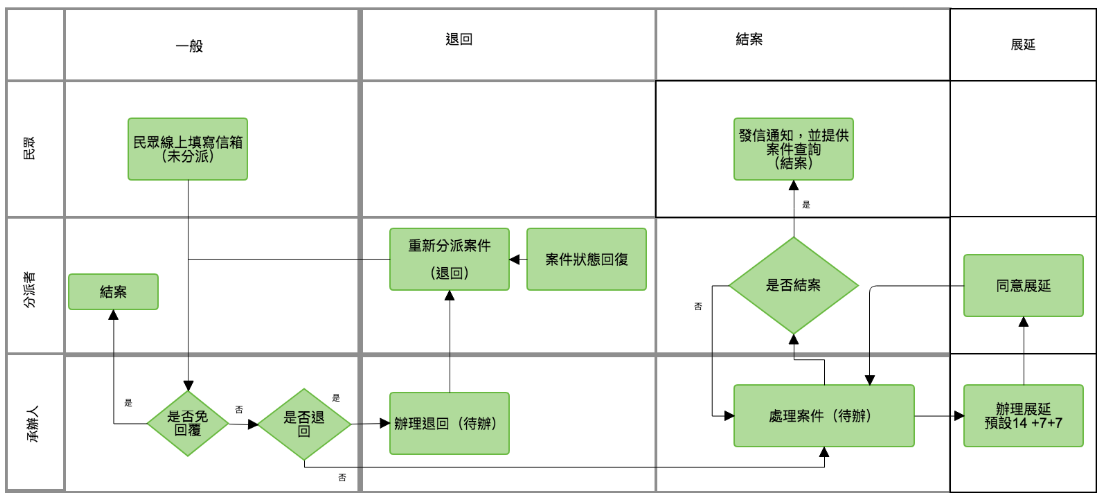 一般
退回
結案
展延
民眾
民眾線上填寫信箱
（未分派）
發信通知，並提供
案件查詢
（結案）
是
分派者
重新分派案件
（退回）
案件狀態回復
結案
是否結案
同意展延
否
承辦人
是
是否免
回覆
否
是否退
回
是
辦理退回（待辦）
處理案件（待辦）
辦理展延
預設14 +7+7
否